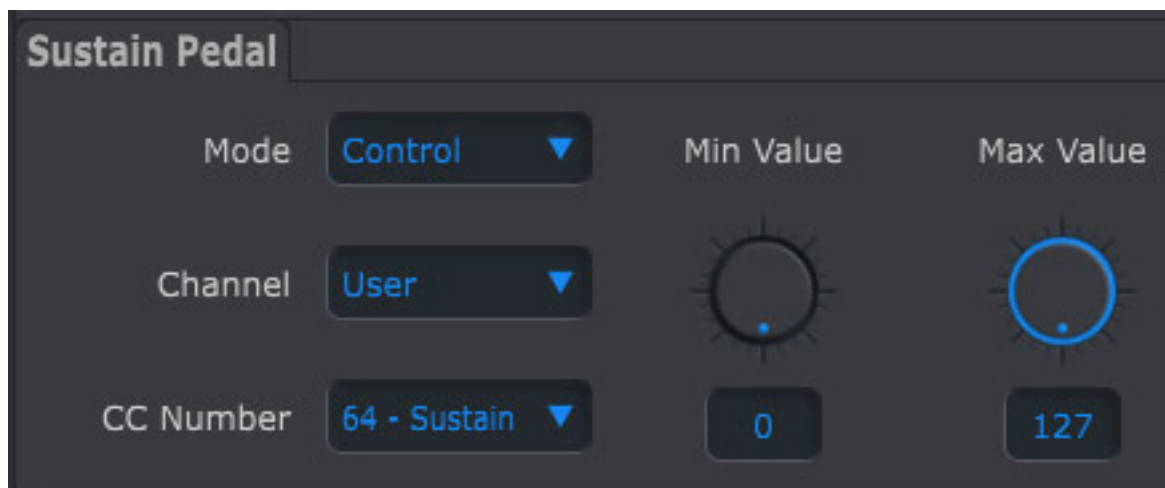 Sustain Pedal
Mode Control Min Value Max Value
Channel User
CC Number 64 - Sustain 0 127